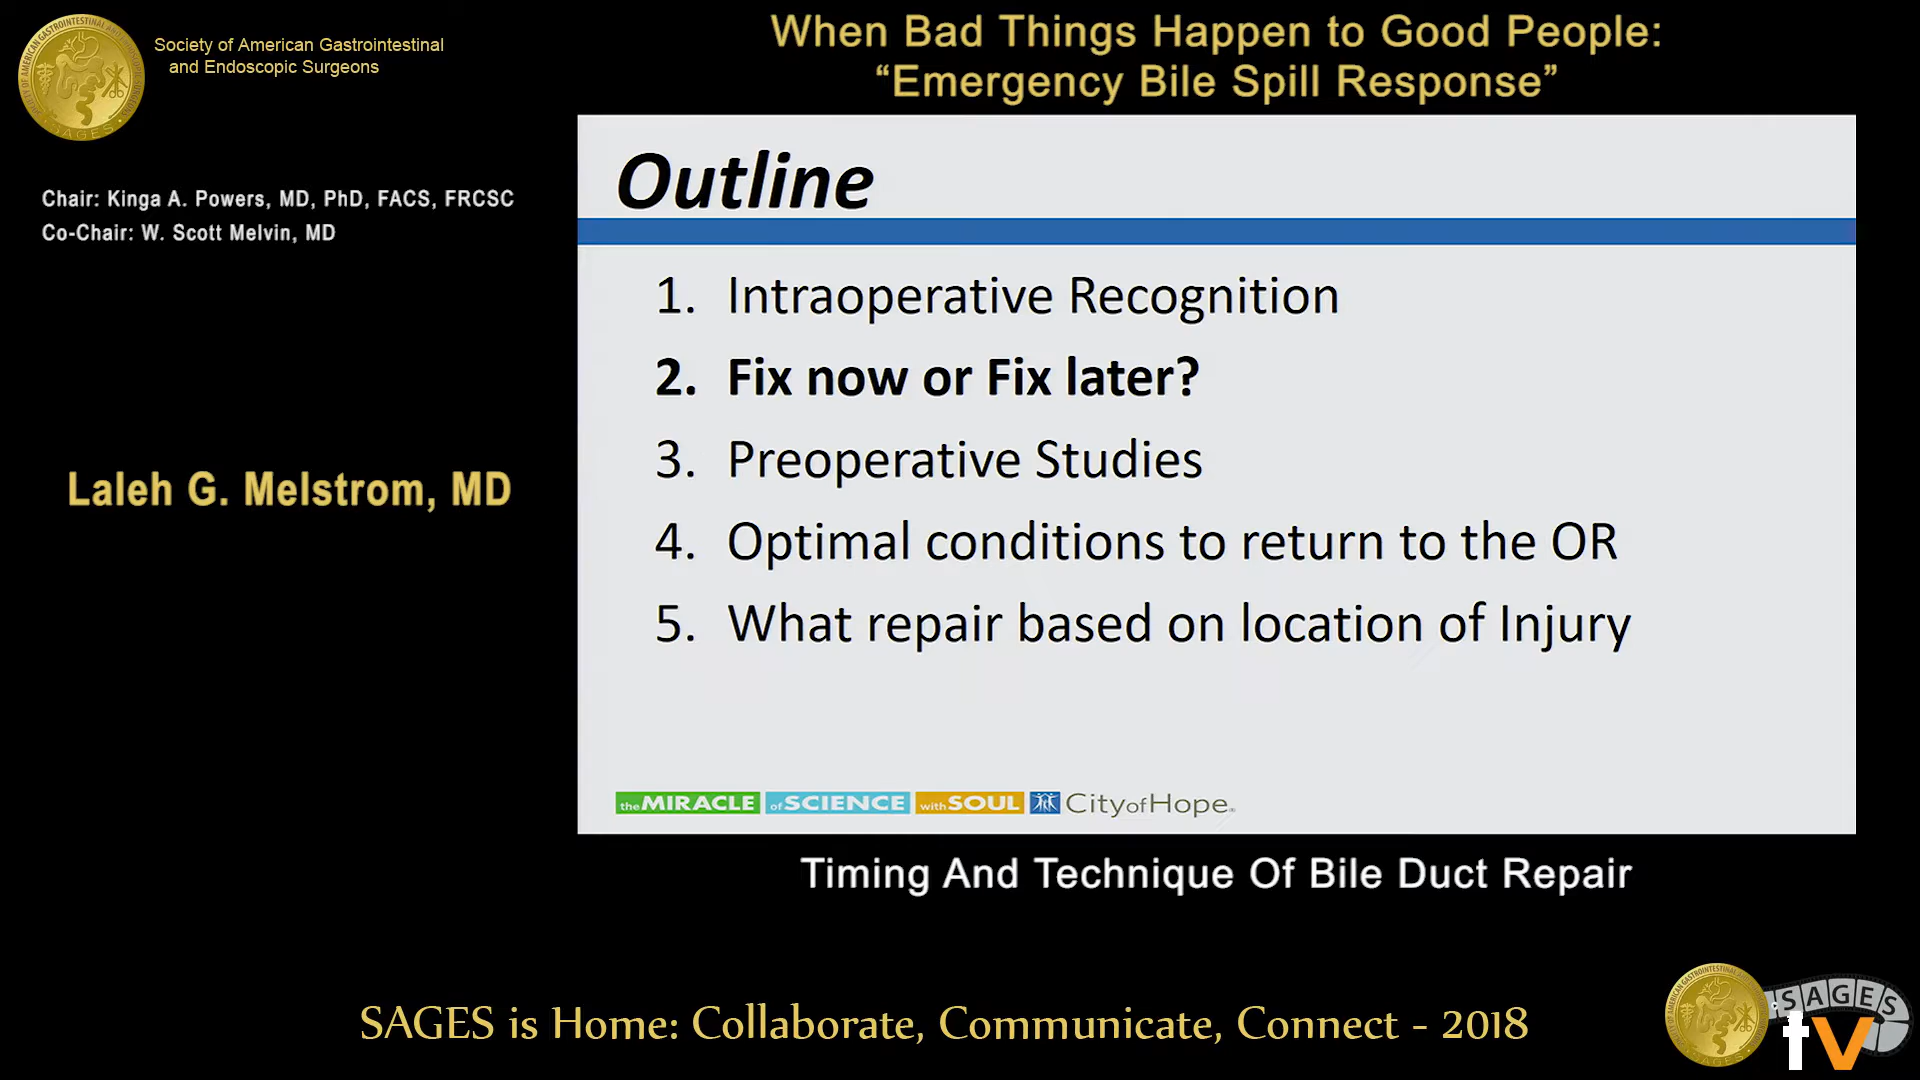 Society of American Gastrointestinal
and Endoscopic Surgeons
When Bad Things Happen to Good People:
“Emergency Bile Spill Response”
Chair: Kinga A. Powers, MD, PhD, FACS, FRCSC
Co-Chair: W. Scott Melvin, MD
Laleh G. Melstrom, MD
Outline
1. Intraoperative Recognition
2. Fix now or Fix later?
3. Preoperative Studies
4. Optimal conditions to return to the OR
5. What repair based on location of Injury
the MIRACLE of SCIENCE with SOUL City of Hope
Timing And Technique Of Bile Duct Repair
SAGES is Home: Collaborate, Communicate, Connect - 2018
SAGES
tv